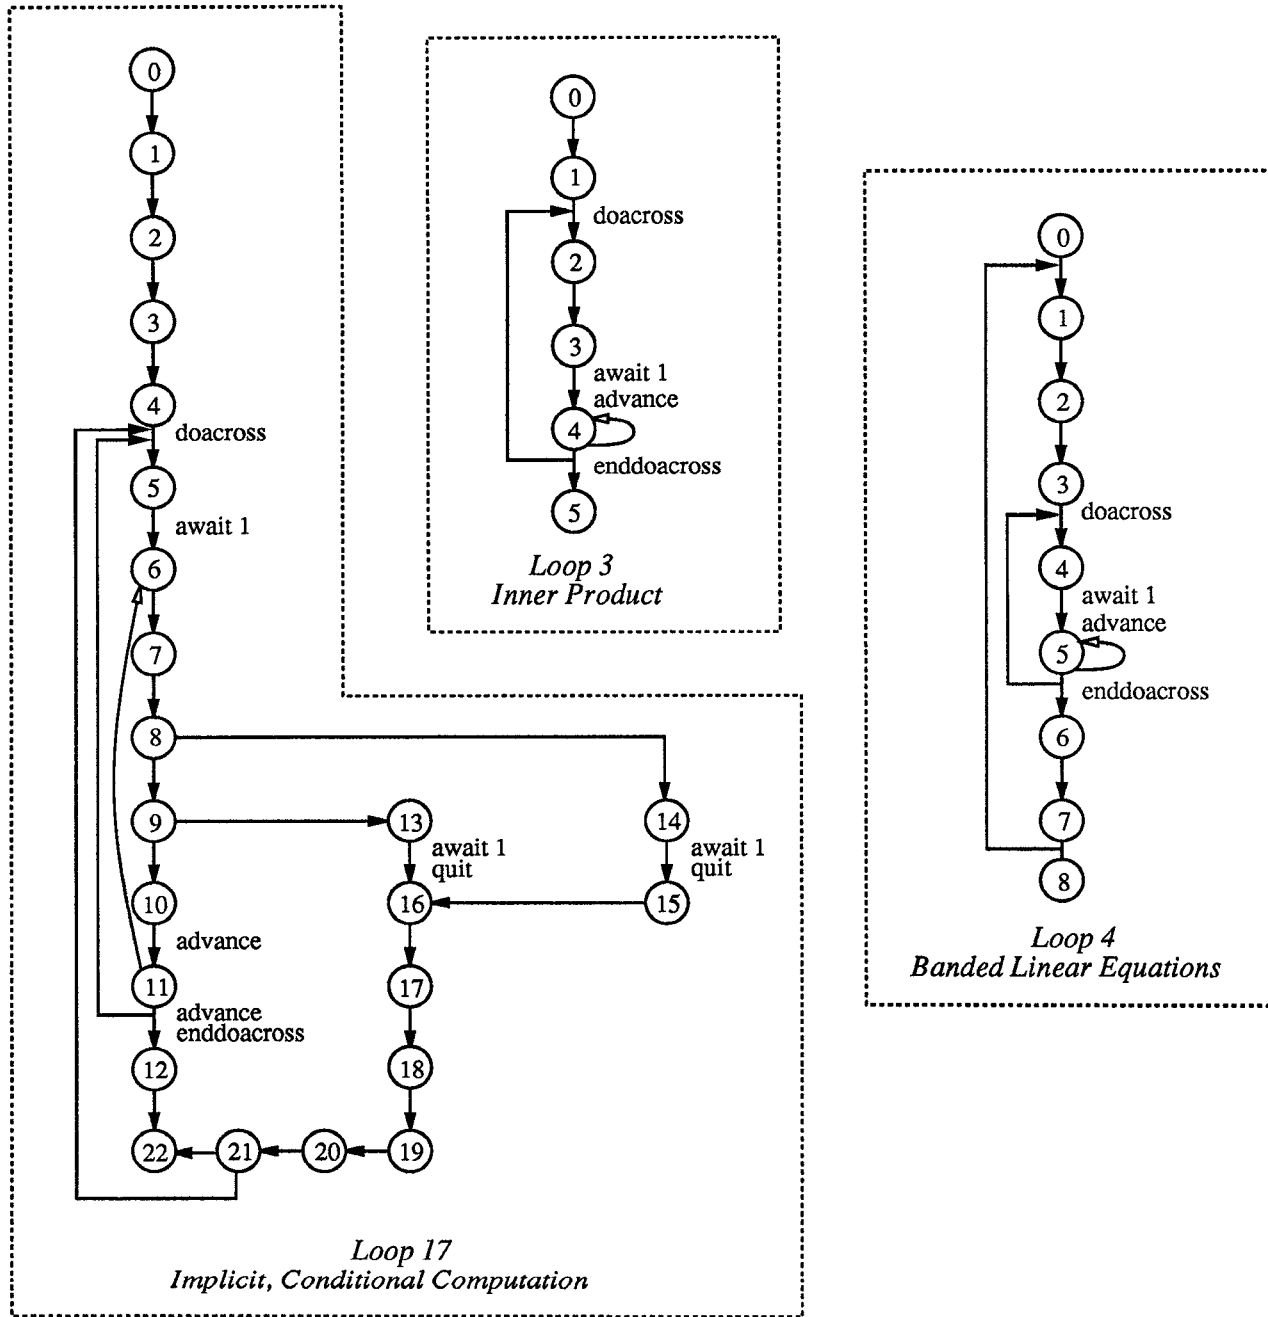 0
1
2
3
4
doacross
5
await 1
6
7
8
9
10
advance
11
advance
enddoacross
12
22
21
20
19
13
await 1
quit
16
17
18
14
await 1
quit
15
Loop 17
Implicit, Conditional Computation
0
1
doacross
2
3
await 1
advance
4
enddoacross
5
Loop 3
Inner Product
0
1
2
3
doacross
4
await 1
advance
5
enddoacross
6
7
8
Loop 4
Banded Linear Equations